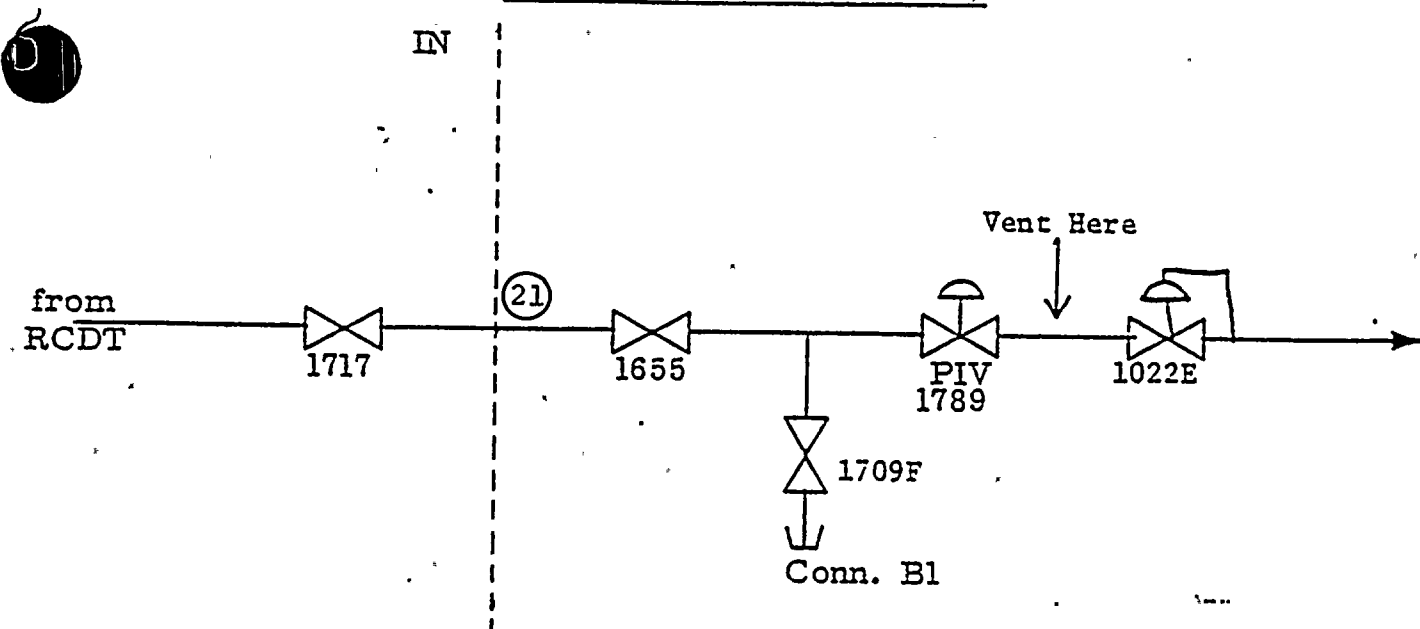 IN
Vent Here
21
from
RCDT
1717
1655
PIV
1789
1022E
1709F
Conn. B1